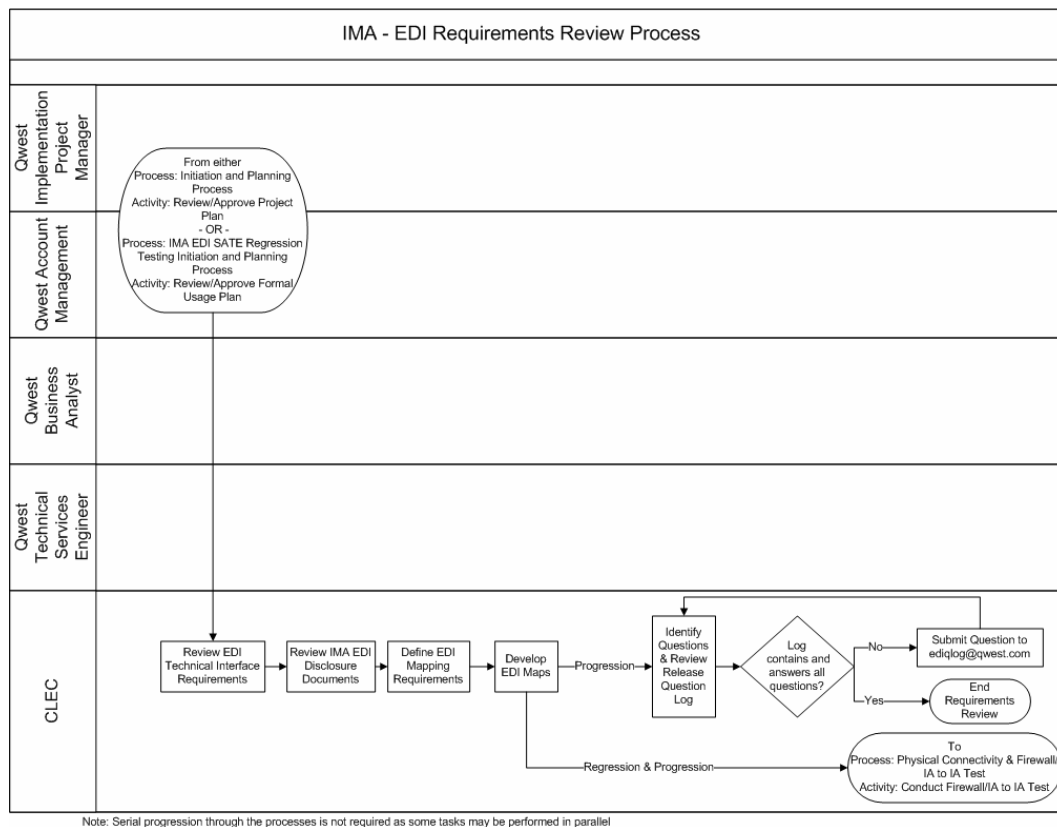 IMA - EDI Requirements Review Process
Qwest
Implementation
Project
Manager
From either
Process: Initiation and Planning
Process
Activity: Review/Approve Project
Plan
- OR -
Process: IMA EDI SATE Regression
Testing Initiation and Planning
Process
Activity: Review/Approve Formal
Usage Plan
Qwest Account
Management
Qwest
Business
Analyst
Qwest
Technical
Services
Engineer
CLEC
Review EDI
Technical Interface
Requirements
Review IMA EDI
Disclosure
Documents
Define EDI
Mapping
Requirements
Develop
EDI Maps
Progression
Identify
Questions
& Review
Release
Question
Log
Log
contains and
answers all
questions?
No
Submit Question to
ediqlog@qwest.com
Yes
End
Requirements
Review
Regression & Progression
To
Process: Physical Connectivity & Firewall/
IA to IA Test
Activity: Conduct Firewall/IA to IA Test
Note: Serial progression through the processes is not required as some tasks may be performed in parallel